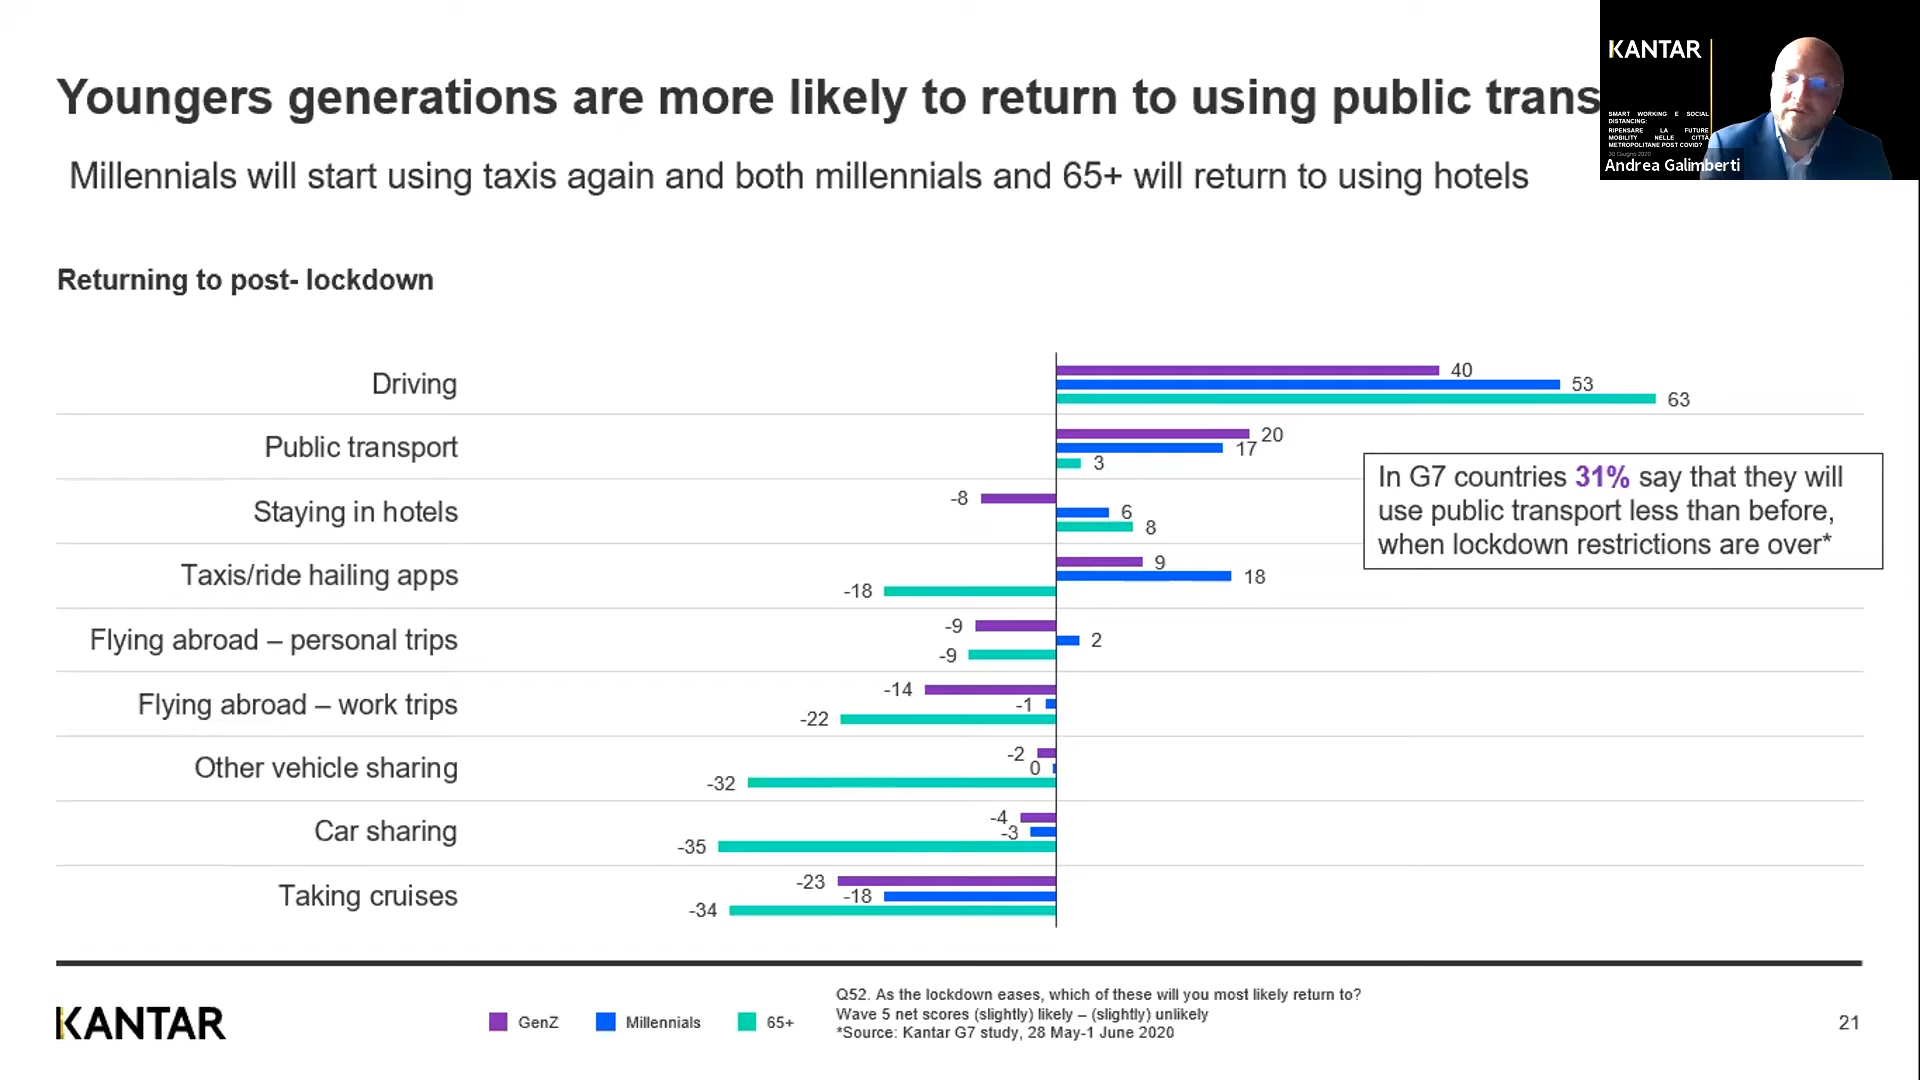 Youngers generations are more likely to return to using public trans
Millennials will start using taxis again and both millennials and 65+ will return to using hotels
KANTAR
SMART WORKING E SOCIAL
DISTANCING:
RIPENSARE LA FUTURE
MOBILITY NELLE CITTÀ
METROPOLITANE POST COVID?
30 Giugno 2020
Andrea Galimberti
Returning to post- lockdown
Driving
40
53
63
Public transport
20
17
3
Staying in hotels
-8
6
8
In G7 countries 31% say that they will
use public transport less than before,
when lockdown restrictions are over*
Taxis/ride hailing apps
9
18
-18
Flying abroad – personal trips
-9
2
-9
Flying abroad – work trips
-14
-1
-22
Other vehicle sharing
-2
0
-32
Car sharing
-4
-3
-35
Taking cruises
-23
-18
-34
KANTAR
GenZ
Millennials
65+
Q52. As the lockdown eases, which of these will you most likely return to?
Wave 5 net scores (slightly) likely – (slightly) unlikely
*Source: Kantar G7 study, 28 May-1 June 2020
21